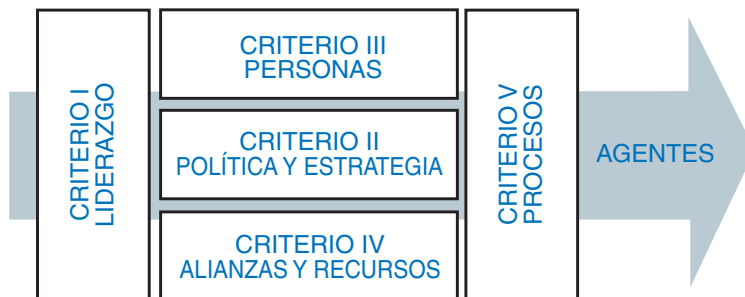 CRITERIO I
LIDERAZGO
CRITERIO III
PERSONAS
CRITERIO II
POLÍTICA Y ESTRATEGIA
CRITERIO IV
ALIANZAS Y RECURSOS
CRITERIO V
PROCESOS
AGENTES